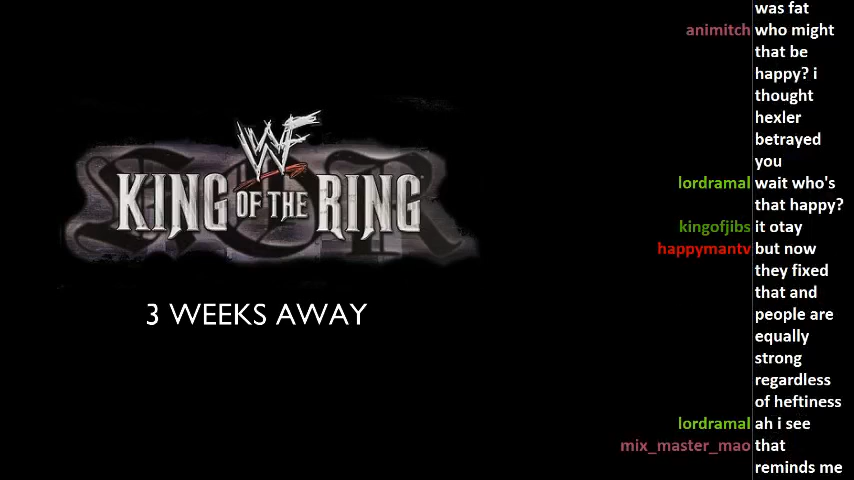 WF
KING OF THE RING
3 WEEKS AWAY
was fat
animitch who might
that be
happy? i
thought
hexler
betrayed
you
lordramal wait who's
that happy?
kingofjibs it otay
happymantv but now
they fixed
that and
people are
equally
strong
regardless
of heftiness
lordramal ah i see
mix_master_mao that
reminds me